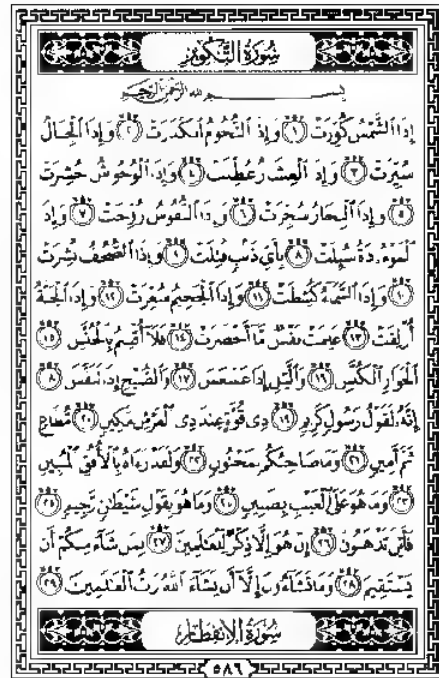 سُورَةُ التَّكْوِيرِ
بِسْمِ اللَّهِ الرَّحْمَٰنِ الرَّحِيمِ
إِذَا الشَّمْسُ كُوِّرَتْ ﴿١﴾ وَإِذَا النُّجُومُ انكَدَرَتْ ﴿٢﴾ وَإِذَا الْجِبَالُ
سُيِّرَتْ ﴿٣﴾ وَإِذَا الْعِشَارُ عُطِّلَتْ ﴿٤﴾ وَإِذَا الْوُحُوشُ حُشِرَتْ
﴿٥﴾ وَإِذَا الْبِحَارُ سُجِّرَتْ ﴿٦﴾ وَإِذَا النُّفُوسُ زُوِّجَتْ ﴿٧﴾ وَإِذَا
الْمَوْءُودَةُ سُئِلَتْ ﴿٨﴾ بِأَيِّ ذَنبٍ قُتِلَتْ ﴿٩﴾ وَإِذَا الصُّحُفُ نُشِرَتْ
﴿١٠﴾ وَإِذَا السَّمَاءُ كُشِطَتْ ﴿١١﴾ وَإِذَا الْجَحِيمُ سُعِّرَتْ ﴿١٢﴾ وَإِذَا الْجَنَّةُ
أُزْلِفَتْ ﴿١٣﴾ عَلِمَتْ نَفْسٌ مَّا أَحْضَرَتْ ﴿١٤﴾ فَلَا أُقْسِمُ بِالْخُنَّسِ ﴿١٥﴾
الْجَوَارِ الْكُنَّسِ ﴿١٦﴾ وَاللَّيْلِ إِذَا عَسْعَسَ ﴿١٧﴾ وَالصُّبْحِ إِذَا تَنَفَّسَ ﴿١٨﴾
إِنَّهُ لَقَوْلُ رَسُولٍ كَرِيمٍ ﴿١٩﴾ ذِي قُوَّةٍ عِندَ ذِي الْعَرْشِ مَكِينٍ ﴿٢٠﴾ مُّطَاعٍ
ثَمَّ أَمِينٍ ﴿٢١﴾ وَمَا صَاحِبُكُم بِمَجْنُونٍ ﴿٢٢﴾ وَلَقَدْ رَآهُ بِالْأُفُقِ الْمُبِينِ
﴿٢٣﴾ وَمَا هُوَ عَلَى الْغَيْبِ بِضَنِينٍ ﴿٢٤﴾ وَمَا هُوَ بِقَوْلِ شَيْطَانٍ رَّجِيمٍ ﴿٢٥﴾
فَأَيْنَ تَذْهَبُونَ ﴿٢٦﴾ إِنْ هُوَ إِلَّا ذِكْرٌ لِّلْعَالَمِينَ ﴿٢٧﴾ لِمَن شَاءَ مِنكُمْ أَن
يَسْتَقِيمَ ﴿٢٨﴾ وَمَا تَشَاءُونَ إِلَّا أَن يَشَاءَ اللَّهُ رَبُّ الْعَالَمِينَ ﴿٢٩﴾
سُورَةُ الْإِنفِطَارِ
٥٨٦